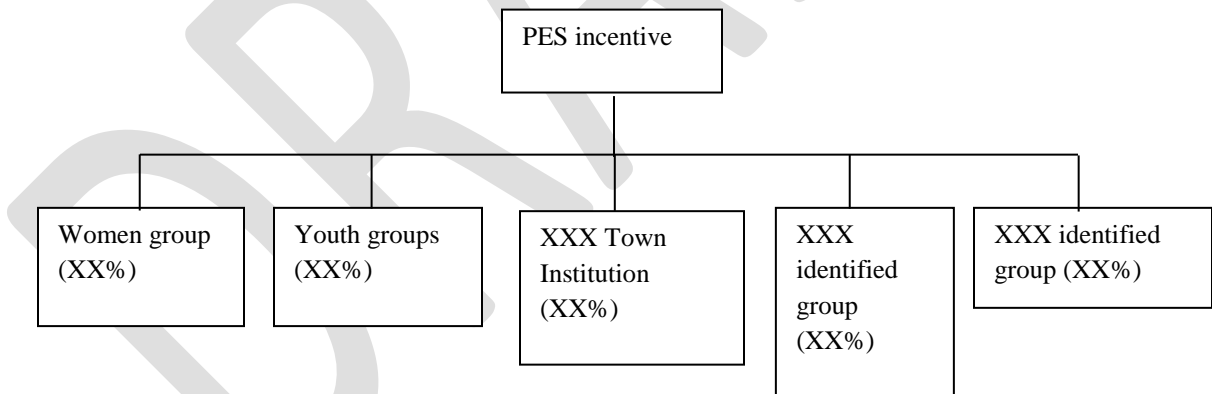 PES incentive
Women group
(XX%)
Youth groups
(XX%)
XXX Town
Institution
(XX%)
XXX
identified
group
(XX%)
XXX identified
group (XX%)